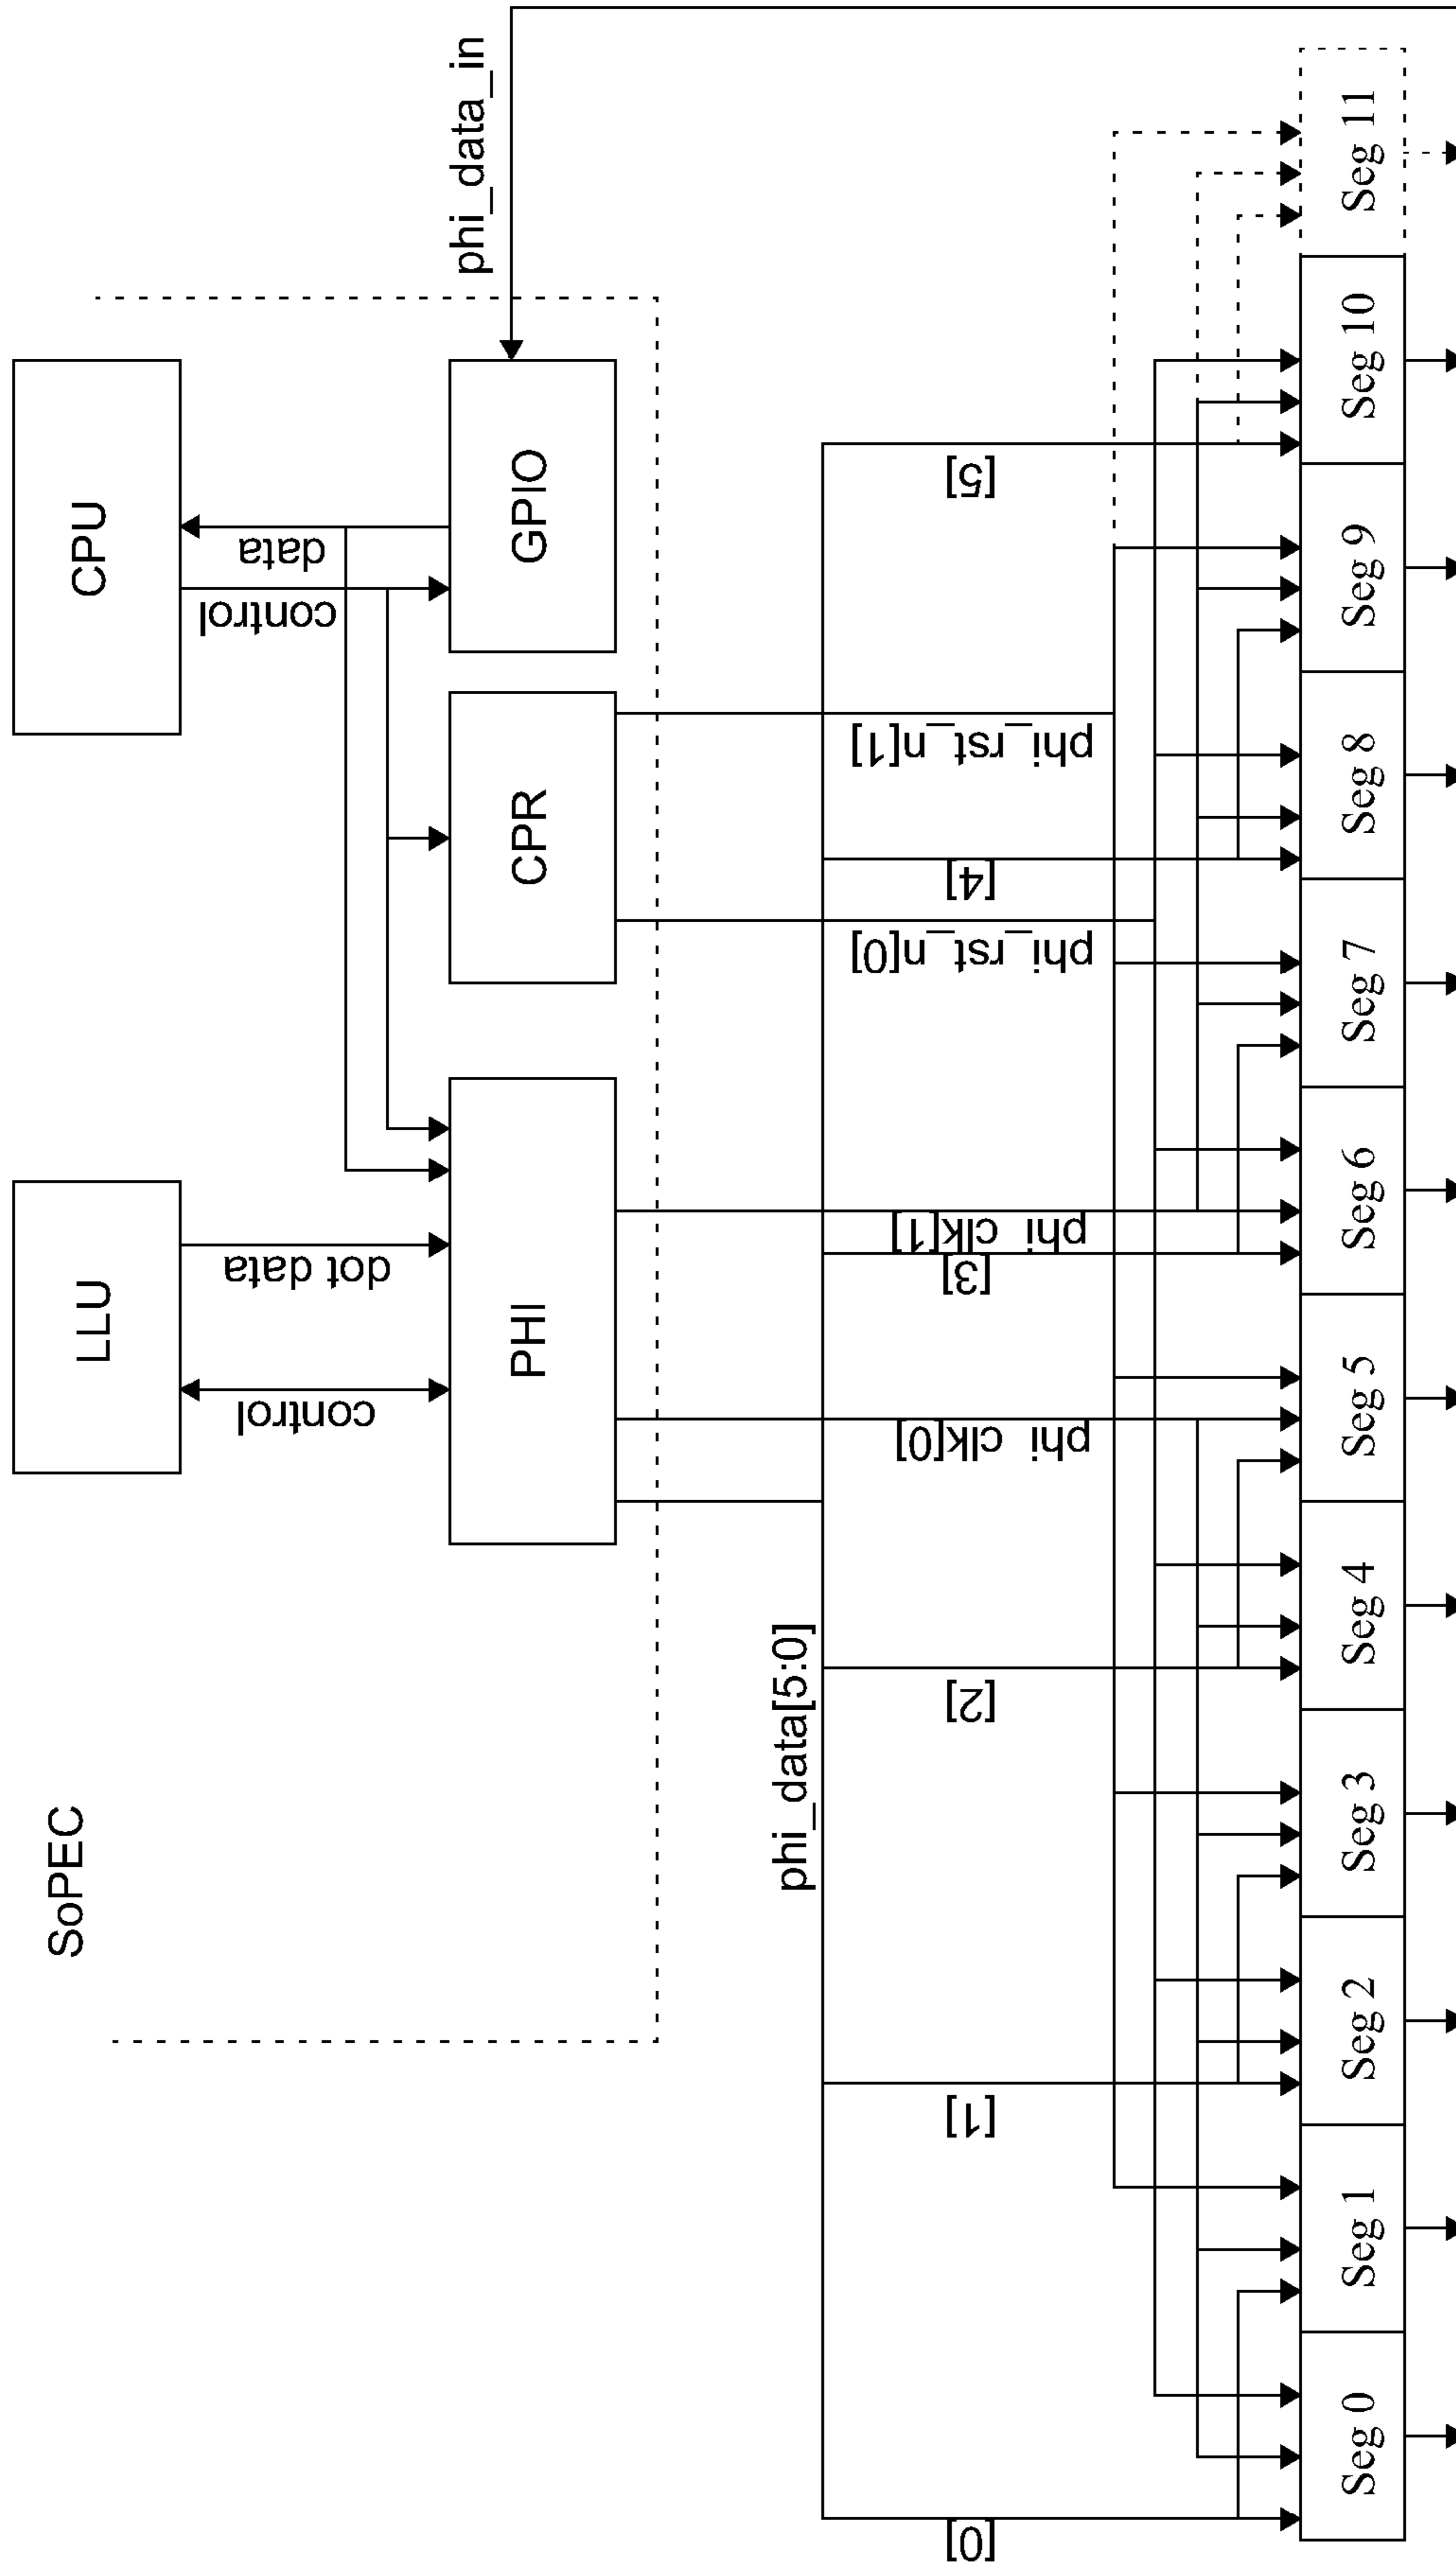 SoPEC
LLU
CPU
control
dot data
control
data
phi_data_in
PHI
CPR
GPIO
phi_data[5:0]
[0]
[1]
[2]
phi_clk[0]
[3]
phi_clk[1]
phi_rst_n[0]
[4]
phi_rst_n[1]
[5]
Seg 0
Seg 1
Seg 2
Seg 3
Seg 4
Seg 5
Seg 6
Seg 7
Seg 8
Seg 9
Seg 10
Seg 11